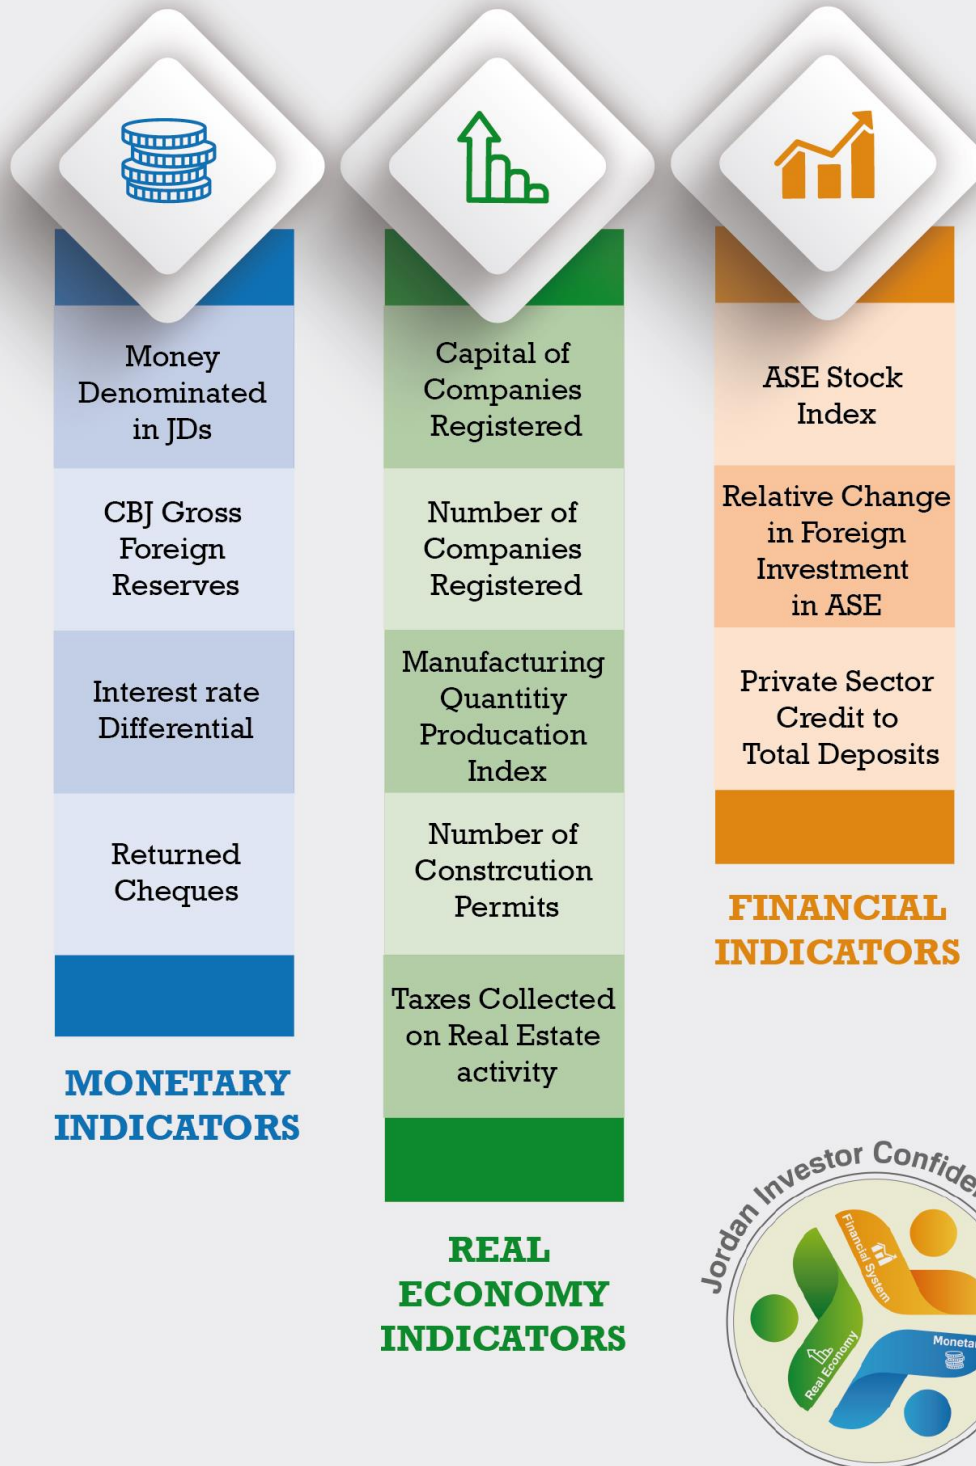 Money
Denominated
in JDs
CBJ Gross
Foreign
Reserves
Interest rate
Differential
Returned
Cheques
MONETARY
INDICATORS
Capital of
Companies
Registered
Number of
Companies
Registered
Manufacturing
Quantitiy
Producation
Index
Number of
Constrcution
Permits
Taxes Collected
on Real Estate
activity
REAL
ECONOMY
INDICATORS
ASE Stock
Index
Relative Change
in Foreign
Investment
in ASE
Private Sector
Credit to
Total Deposits
FINANCIAL
INDICATORS
Jordan Investor
Financial System
Real Economy